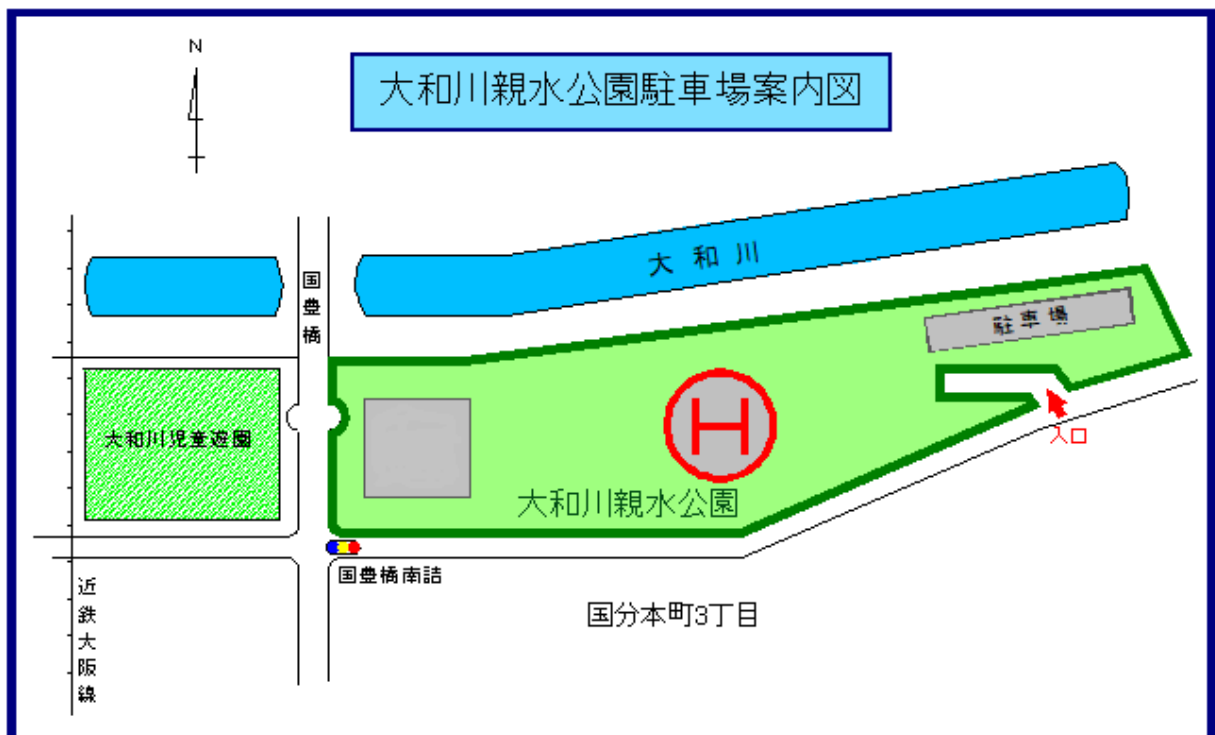 N
大和川親水公園駐車場案内図
大和川
国豊橋
駐車場
大和川児童遊園
H
入口
大和川親水公園
国豊橋南詰
近鉄大阪線
国分本町3丁目